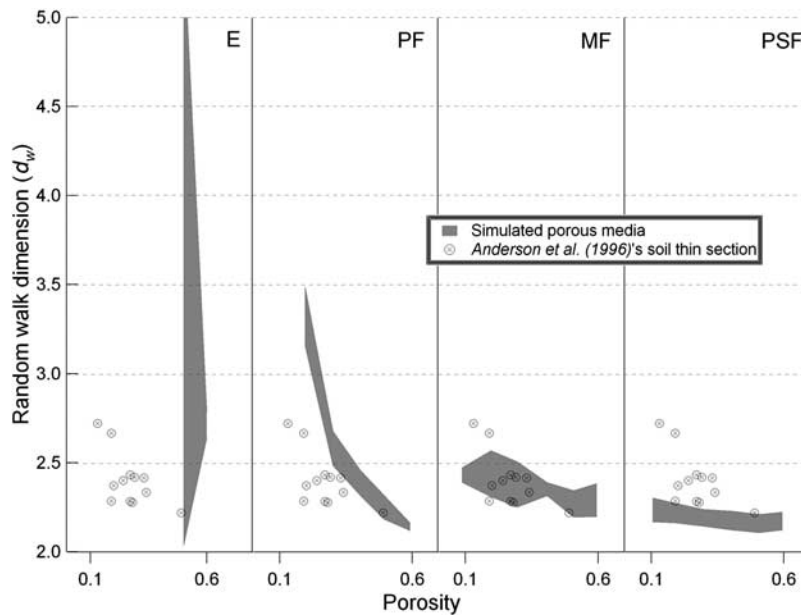 5.0
E
PF
MF
PSF
4.5
4.0
3.5
3.0
2.5
2.0
Random walk dimension (d_w)
Simulated porous media
Anderson et al. (1996)'s soil thin section
0.1 0.6 0.1 0.6 0.1 0.6 0.1 0.6
Porosity